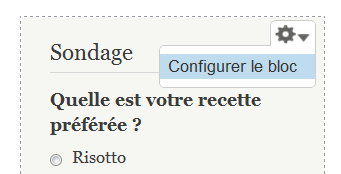 Sondage
Configurer le bloc
Quelle est votre recette
préférée ?
Risotto